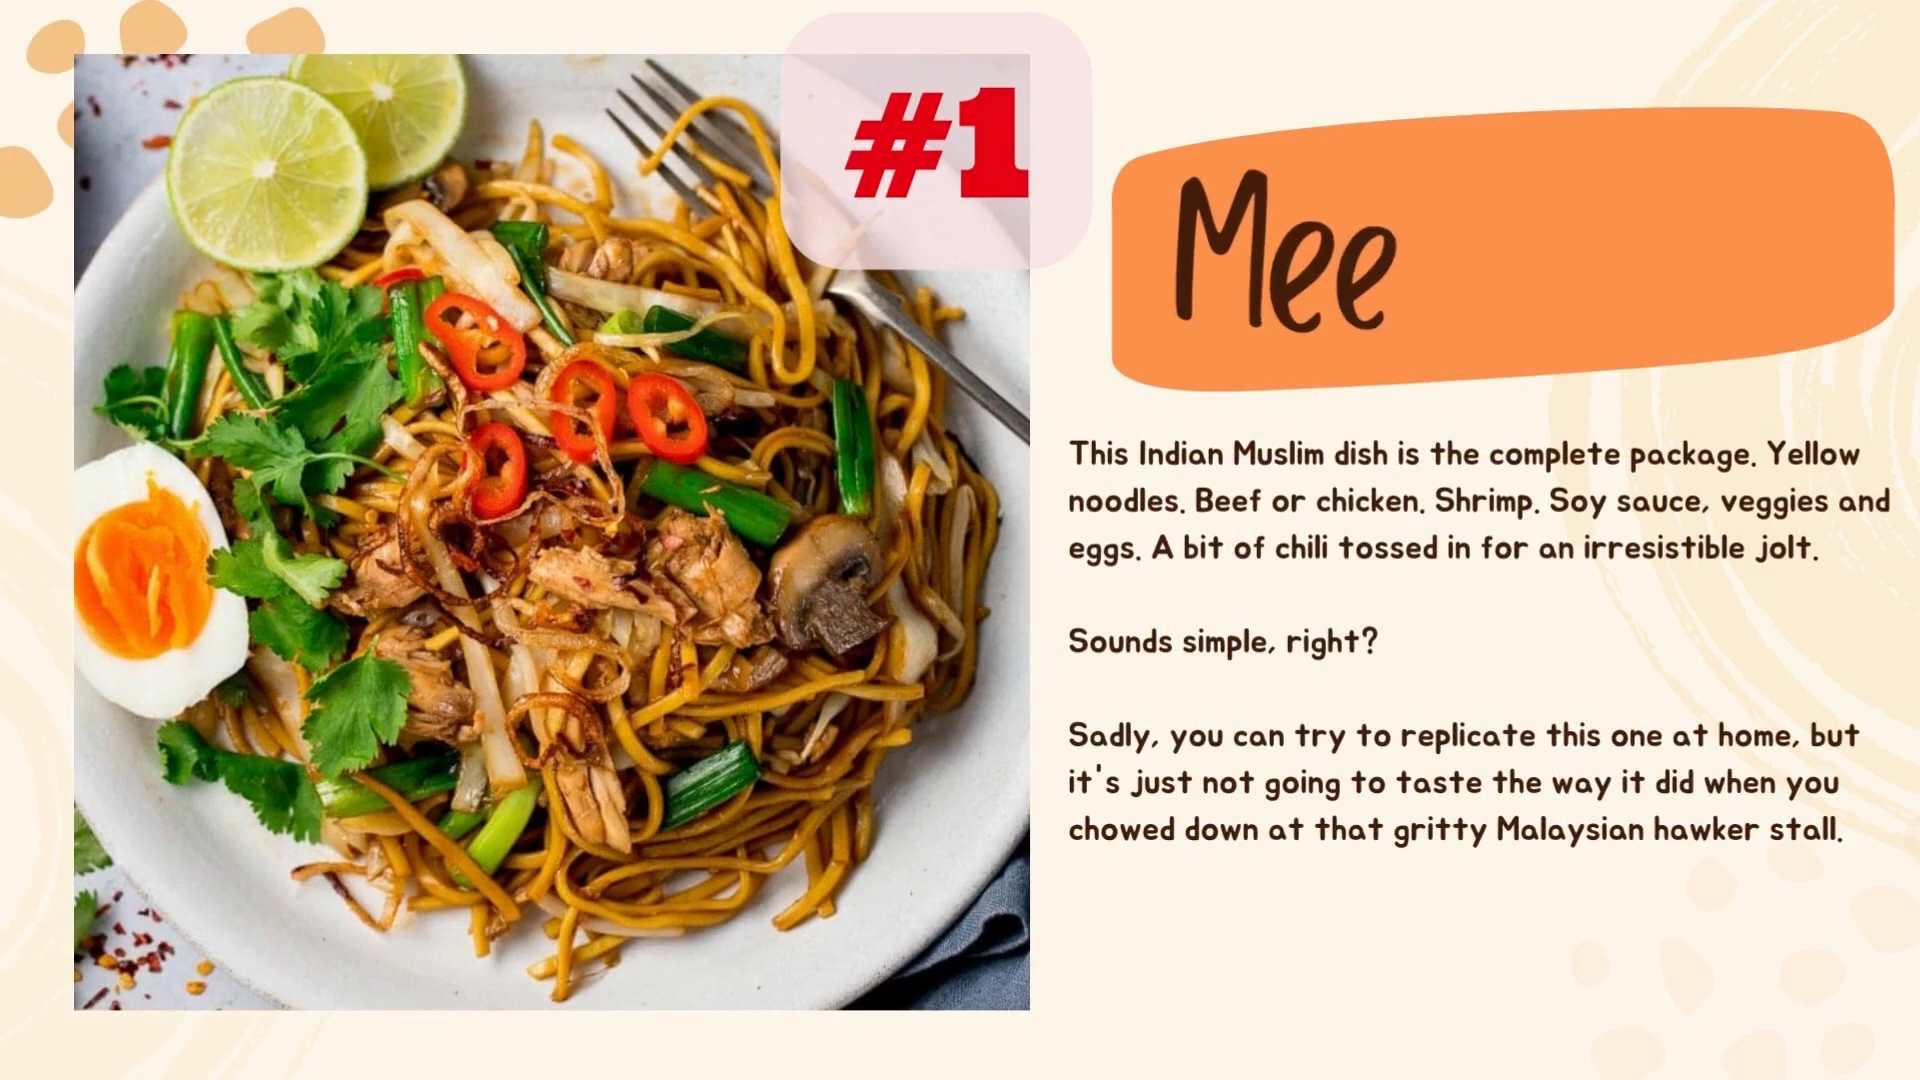 #1
Mee
This Indian Muslim dish is the complete package. Yellow
noodles. Beef or chicken. Shrimp. Soy sauce, veggies and
eggs. A bit of chili tossed in for an irresistible jolt.
Sounds simple, right?
Sadly, you can try to replicate this one at home, but
it's just not going to taste the way it did when you
chowed down at that gritty Malaysian hawker stall.